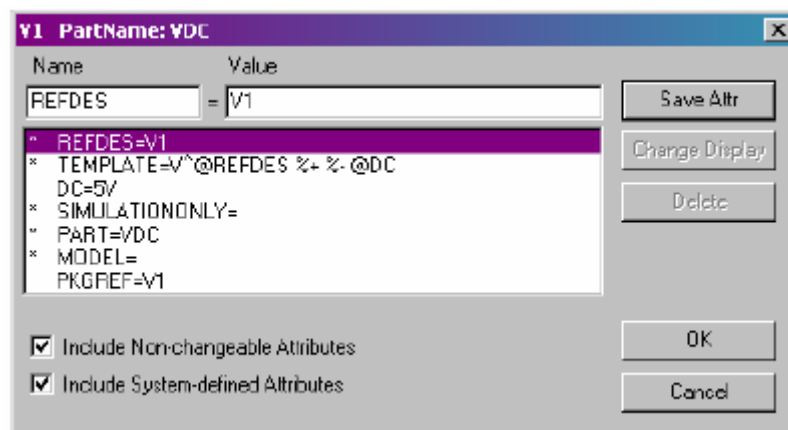 V1 PartName: VDC
Name Value
REFDES = V1
Save Attr
* REFDES=V1
* TEMPLATE=V^@REFDES %+ %- @DC
DC=5V
* SIMULATIONONLY=
* PART=VDC
* MODEL=
PKGREF=V1
Change Display
Delete
Include Non-changeable Attributes
Include System-defined Attributes
OK
Cancel